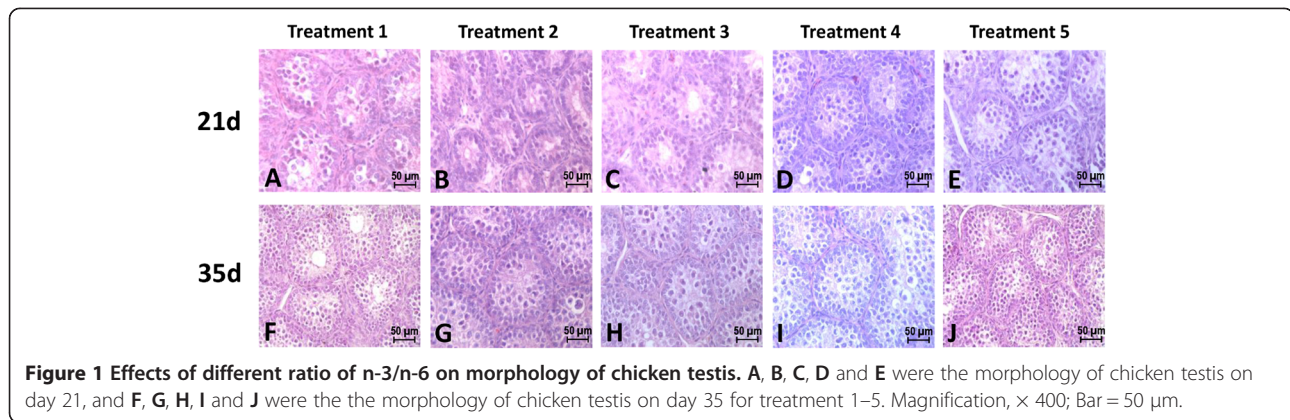 Treatment 1 Treatment 2 Treatment 3 Treatment 4 Treatment 5
21d
A 50 μm B 50 μm C 50 μm D 50 μm E 50 μm
35d
F 50 μm G 50 μm H 50 μm I 50 μm J 50 μm
Figure 1 Effects of different ratio of n-3/n-6 on morphology of chicken testis. A, B, C, D and E were the the morphology of chicken testis on
day 21, and F, G, H, I and J were the the morphology of chicken testis on day 35 for treatment 1–5. Magnification, × 400; Bar = 50 μm.